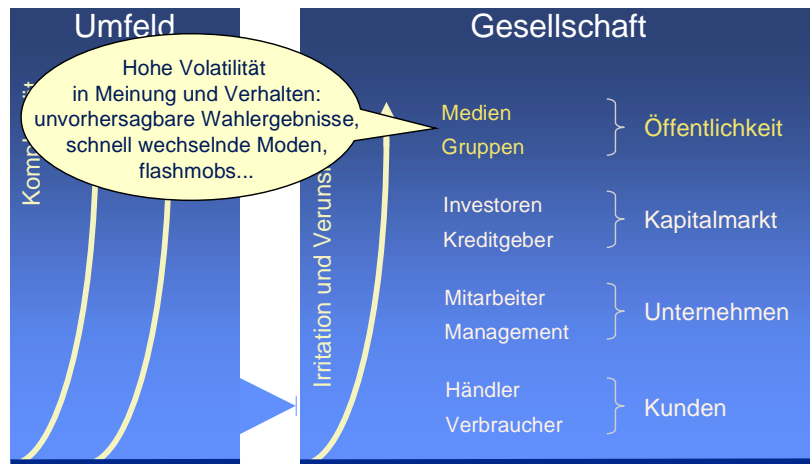 Umfeld
Hohe Volatilität
in Meinung und Verhalten:
unvorhersagbare Wahlergebnisse,
schnell wechselnde Moden,
flashmobs...
Gesellschaft
Irritation und
Medien
Gruppen
Öffentlichkeit
Investoren
Kreditgeber
Kapitalmarkt
Mitarbeiter
Management
Unternehmen
Händler
Verbraucher
Kunden